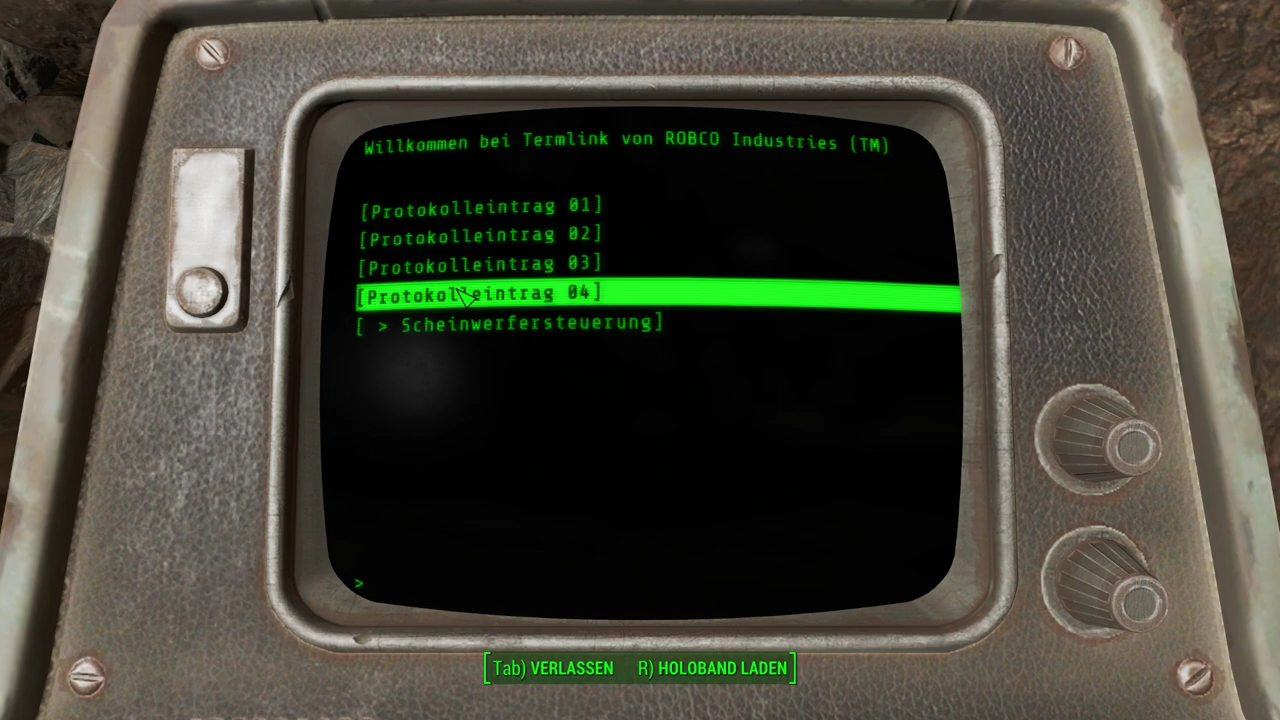 Willkommen bei Termlink von ROBCO Industries (TM)
[Protokolleintrag 01]
[Protokolleintrag 02]
[Protokolleintrag 03]
[Protokolleintrag 04]
[ > Scheinwerfersteuerung]
>
[Tab) VERLASSEN R) HOLOBAND LADEN]